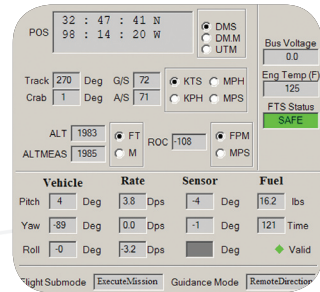 32 : 47 : 41 N
POS
98 : 14 : 20 W
DMS
DM.M
UTM
Bus Voltage
0.0
Track 270 Deg G/S 72 KTS MPH
Crab 1 Deg A/S 71 KPH MPS
Eng Temp (F)
125
FTS Status
SAFE
ALT 1983 FT ROC -108 FPM
ALTMEAS 1985 M MPS
Vehicle Rate Sensor Fuel
Pitch 4 Deg 3.8 Dps -4 Deg 16.2 lbs
Yaw -89 Deg 0.0 Dps -1 Deg 121 Time
Roll -0 Deg -3.2 Dps Deg Valid
Flight Submode ExecuteMission Guidance Mode RemoteDirection